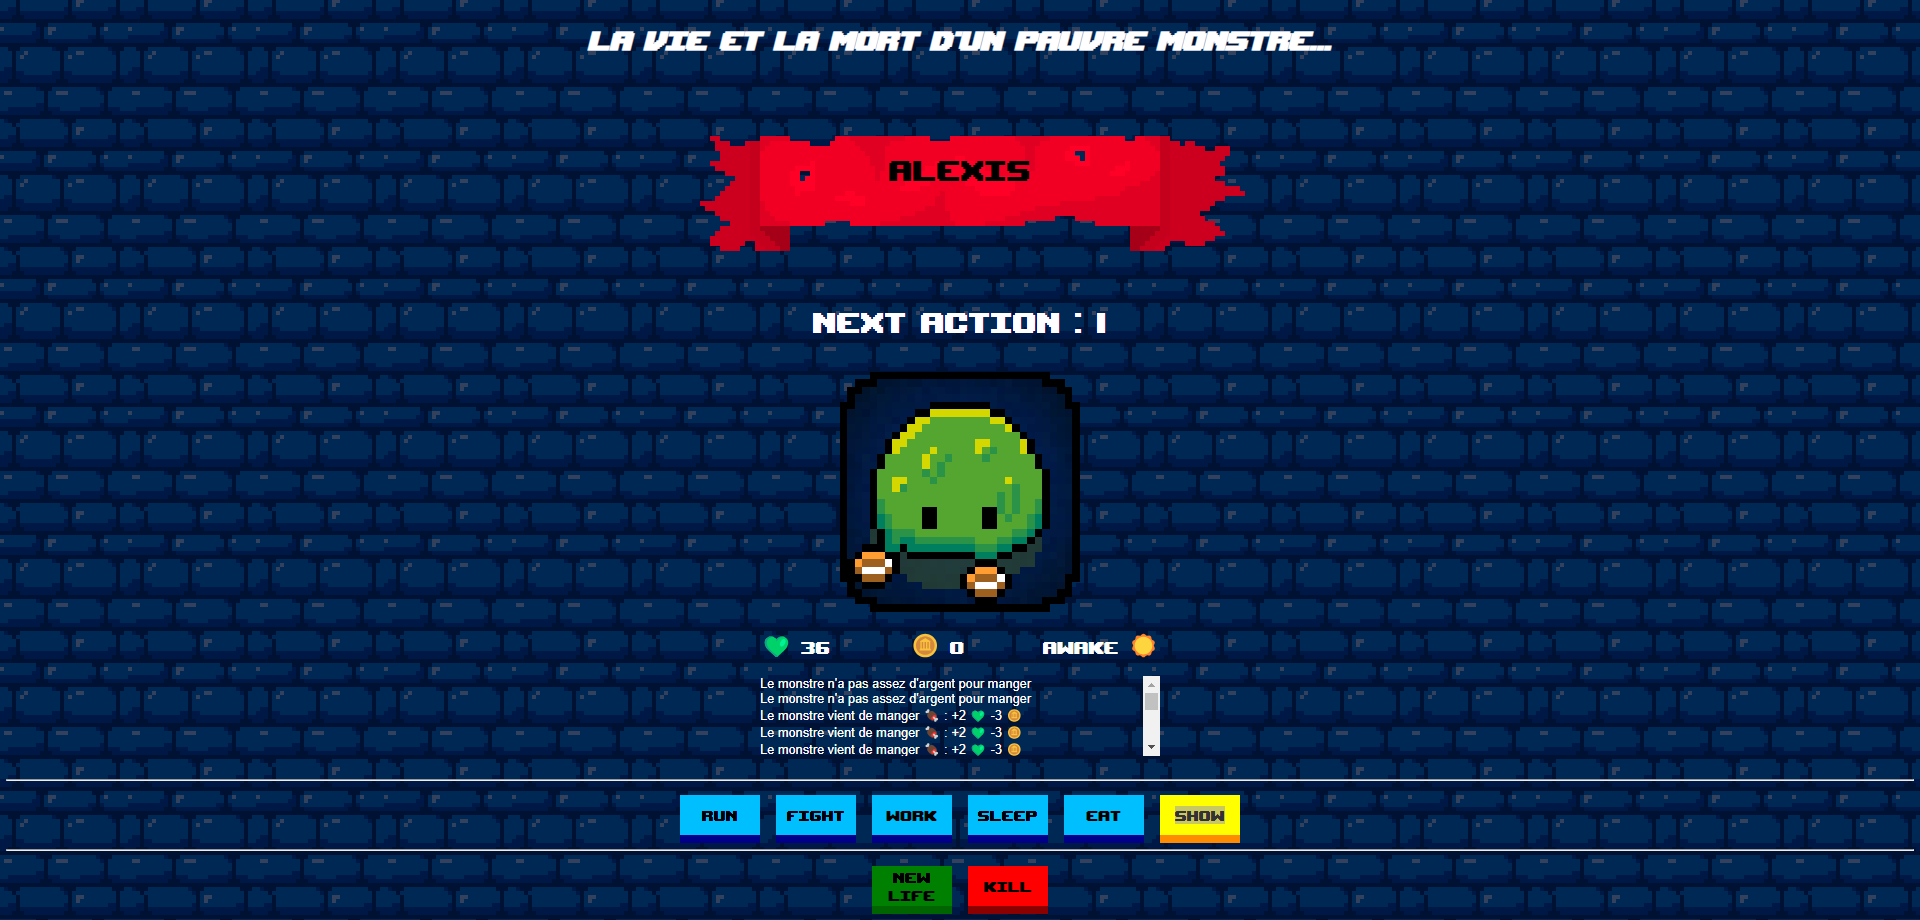 LA VIE ET LA MORT D'UN PAUVRE MONSTRE...
ALEXIS
NEXT ACTION : 1
36 0 AWAKE
Le monstre n'a pas assez d'argent pour manger
Le monstre n'a pas assez d'argent pour manger
Le monstre vient de manger 🍗 : +2 💚 -3 🪙
Le monstre vient de manger 🍗 : +2 💚 -3 🪙
Le monstre vient de manger 🍗 : +2 💚 -3 🪙
RUN FIGHT WORK SLEEP EAT SHOW
NEW
LIFE
KILL